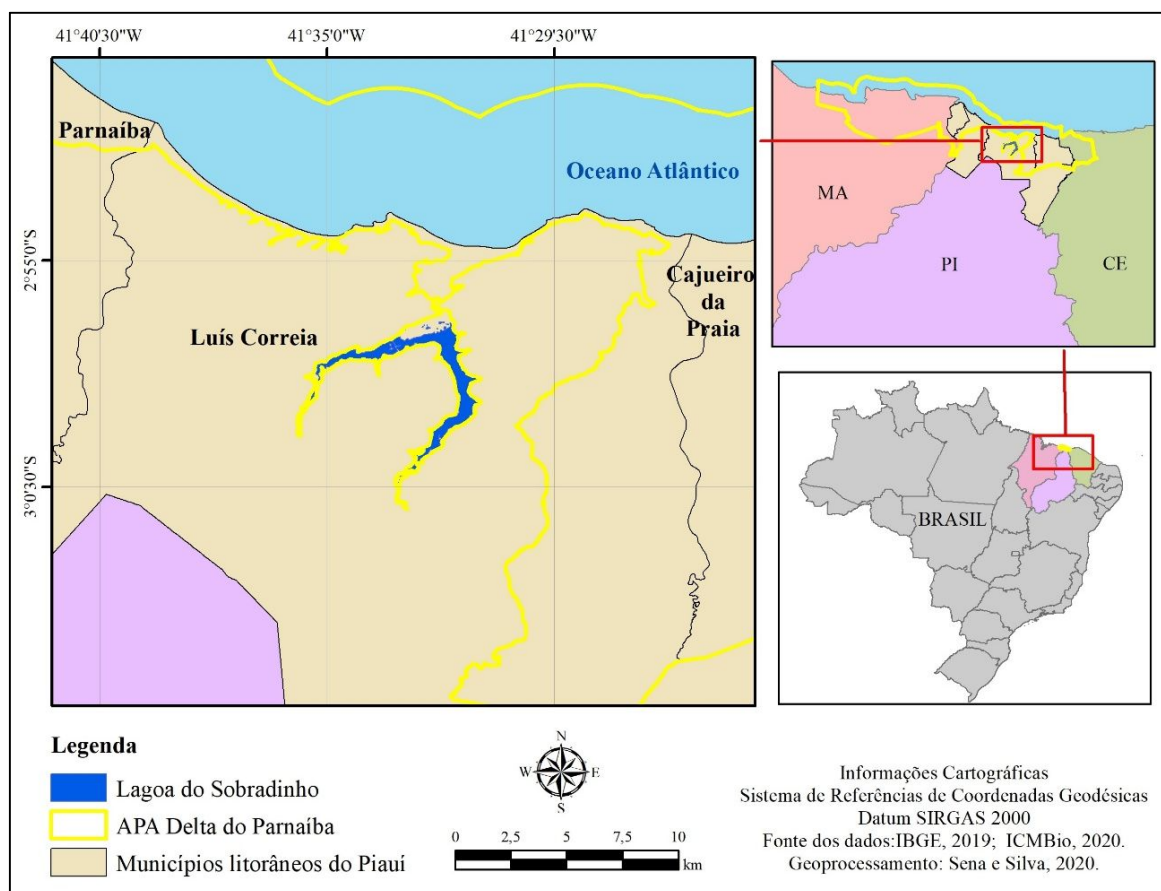 41°40'30"W
41°35'0"W
41°29'30"W
Parnaíba
Oceano Atlântico
2°55'0"S
Cajueiro
da
Praia
Luís Correia
3°0'30"S
MA
PI
CE
BRASIL
Legenda
Lagoa do Sobradinho
APA Delta do Parnaíba
Municípios litorâneos do Piauí
N
W
E
S
0 2,5 5 7,5 10
km
Informações Cartográficas
Sistema de Referências de Coordenadas Geodésicas
Datum SIRGAS 2000
Fonte dos dados:IBGE, 2019; ICMBio, 2020.
Geoprocessamento: Sena e Silva, 2020.